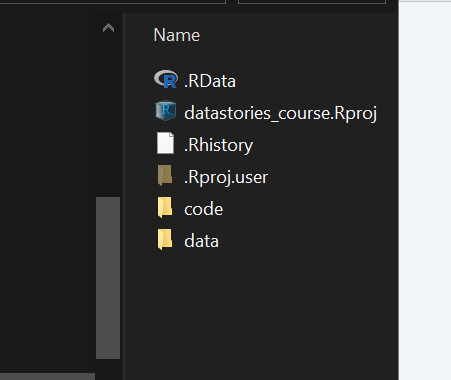 Name
.RData
datastories_course.Rproj
.Rhistory
.Rproj.user
code
data